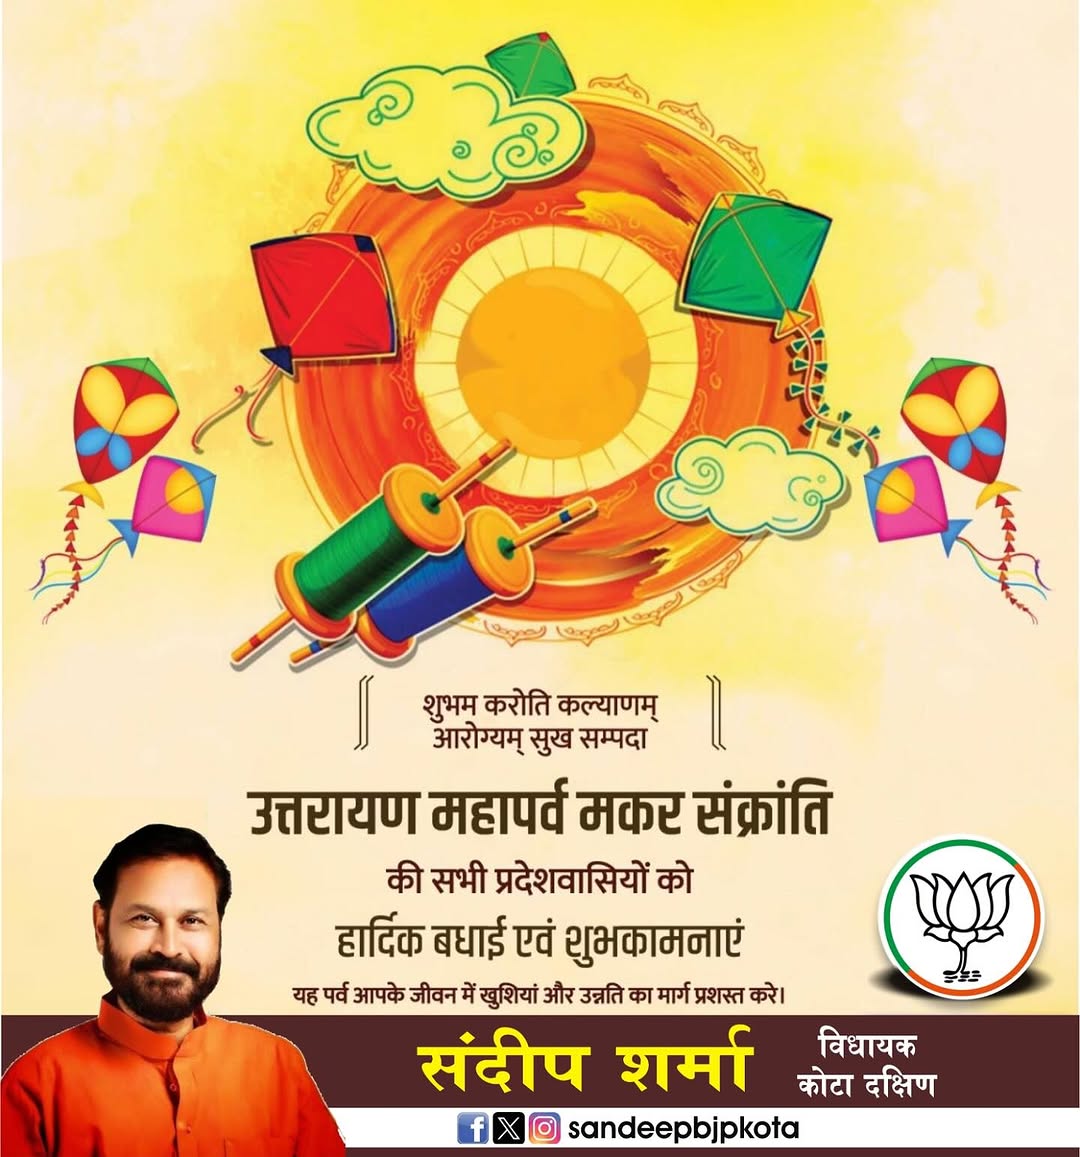 शुभम करोति कल्याणम्
आरोग्यम् सुख सम्पदा
उत्तरायण महापर्व मकर संक्रांति
की सभी प्रदेशवासियों को
हार्दिक बधाई एवं शुभकामनाएं
यह पर्व आपके जीवन में खुशियां और उन्नति का मार्ग प्रशस्त करे।
संदीप शर्मा
विधायक
कोटा दक्षिण
sandeepbjpkota